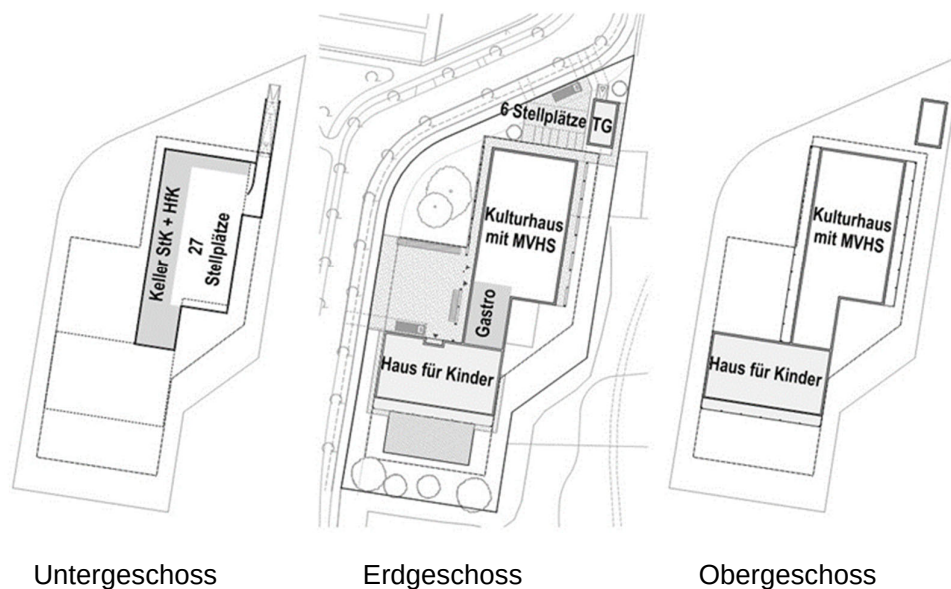 Keller StK + HfK
27
Stellplätze
6 Stellplätze
TG
Kulturhaus
mit MVHS
Gastro
Haus für Kinder
Kulturhaus
mit MVHS
Haus für Kinder
Untergeschoss
Erdgeschoss
Obergeschoss